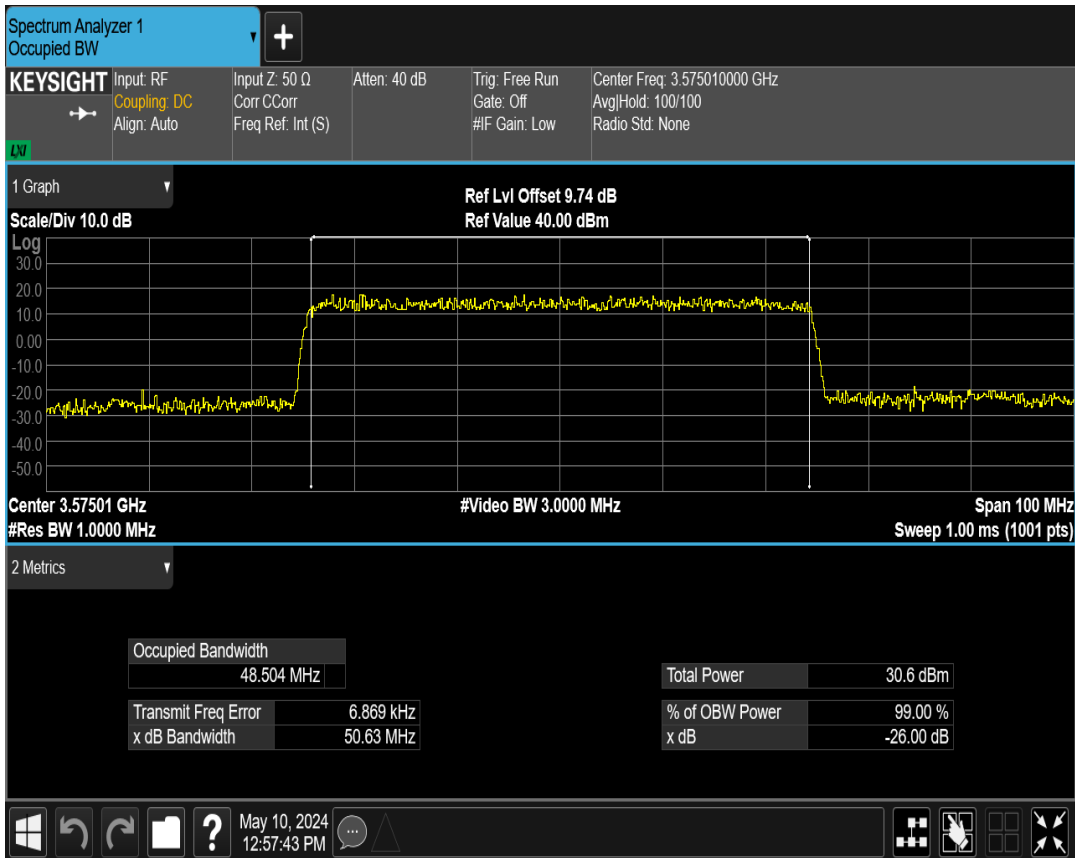 Spectrum Analyzer 1
Occupied BW
KEYSIGHT
LXI
Input: RF
Coupling: DC
Align: Auto
Input Z: 50 Ω
Corr CCorr
Freq Ref: Int (S)
Atten: 40 dB
Trig: Free Run
Gate: Off
#IF Gain: Low
Center Freq: 3.575010000 GHz
Avg|Hold: 100/100
Radio Std: None
1 Graph
Scale/Div 10.0 dB
Ref Lvl Offset 9.74 dB
Ref Value 40.00 dBm
Log
30.0
20.0
10.0
0.00
-10.0
-20.0
-30.0
-40.0
-50.0
Center 3.57501 GHz
#Video BW 3.0000 MHz
Span 100 MHz
#Res BW 1.0000 MHz
Sweep 1.00 ms (1001 pts)
2 Metrics
Occupied Bandwidth
48.504 MHz
Transmit Freq Error 6.869 kHz
x dB Bandwidth 50.63 MHz
Total Power 30.6 dBm
% of OBW Power 99.00 %
x dB -26.00 dB
?
May 10, 2024
12:57:43 PM